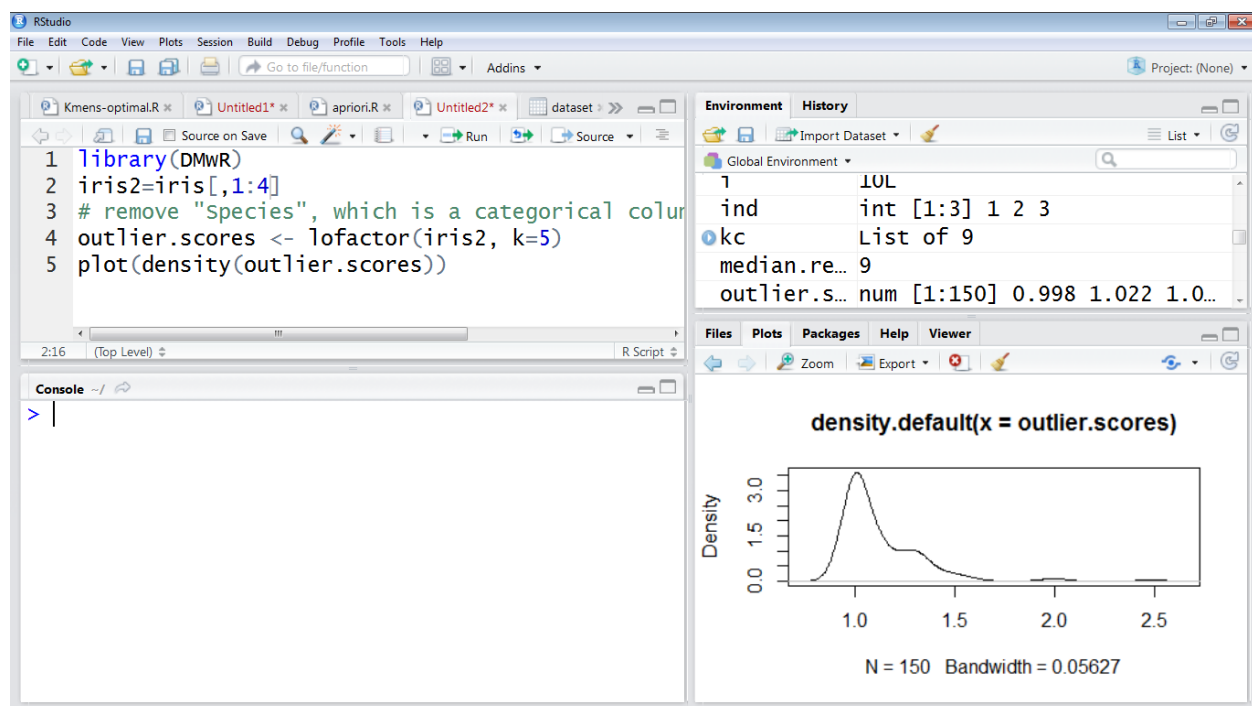 RStudio
File Edit Code View Plots Session Build Debug Profile Tools Help
Go to file/function Addins Project: (None)
Kmens-optimal.R Untitled1* apriori.R Untitled2* dataset
Source on Save Run Source
1 library(DMwR)
2 iris2=iris[,1:4]
3 # remove "Species", which is a categorical colum
4 outlier.scores <- lofactor(iris2, k=5)
5 plot(density(outlier.scores))
2:16 (Top Level) R Script
Console ~/
>
Environment History
Import Dataset List
Global Environment
ind int [1:3] 1 2 3
kc List of 9
median.re… 9
outlier.s… num [1:150] 0.998 1.022 1.0…
Files Plots Packages Help Viewer
Zoom Export
density.default(x = outlier.scores)
Density
0.0 1.5 3.0
1.0 1.5 2.0 2.5
N = 150 Bandwidth = 0.05627